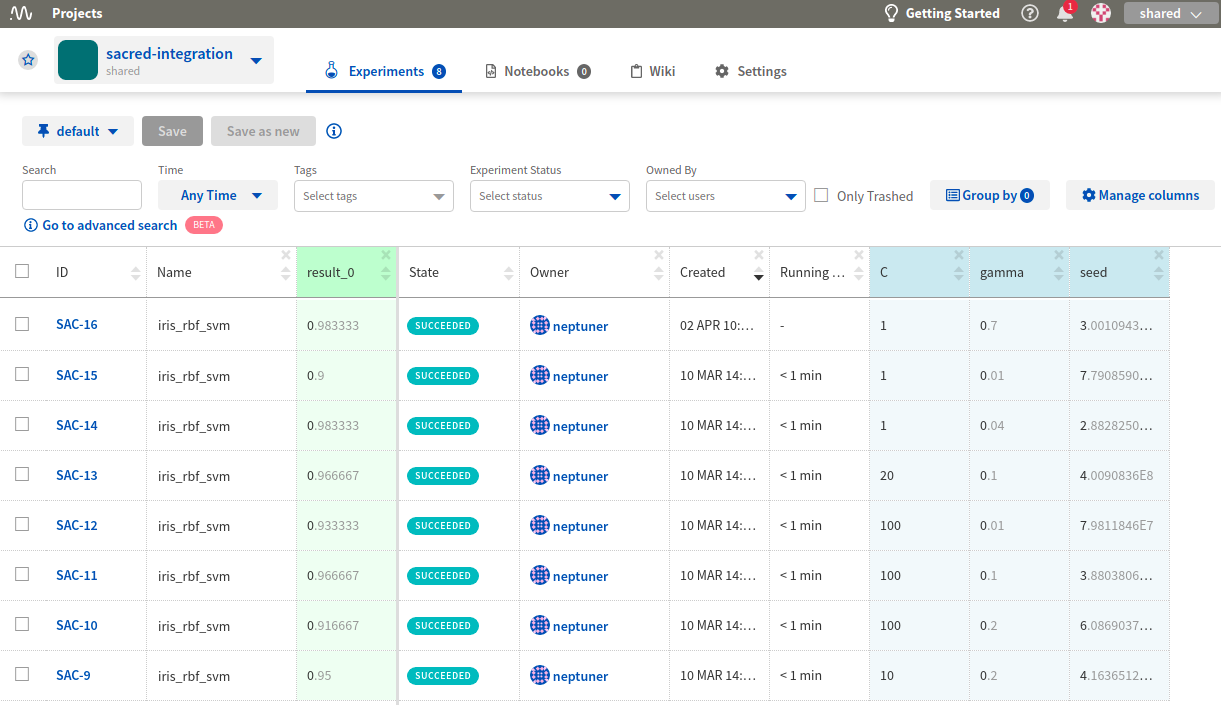 Projects
Getting Started
1
shared
sacred-integration
shared
Experiments 8
Notebooks 0
Wiki
Settings
default
Save
Save as new
Search
Time
Tags
Experiment Status
Owned By
Any Time
Select tags
Select status
Select users
Only Trashed
Group by 0
Manage columns
Go to advanced search BETA
ID Name result_0 State Owner Created Running ... C gamma seed
SAC-16 iris_rbf_svm 0.983333 SUCCEEDED neptuner 02 APR 10:... - 1 0.7 3.0010943...
SAC-15 iris_rbf_svm 0.9 SUCCEEDED neptuner 10 MAR 14:... < 1 min 1 0.01 7.7908590...
SAC-14 iris_rbf_svm 0.983333 SUCCEEDED neptuner 10 MAR 14:... < 1 min 1 0.04 2.8828250...
SAC-13 iris_rbf_svm 0.966667 SUCCEEDED neptuner 10 MAR 14:... < 1 min 20 0.1 4.0090836E8
SAC-12 iris_rbf_svm 0.933333 SUCCEEDED neptuner 10 MAR 14:... < 1 min 100 0.01 7.9811846E7
SAC-11 iris_rbf_svm 0.966667 SUCCEEDED neptuner 10 MAR 14:... < 1 min 100 0.1 3.8803806...
SAC-10 iris_rbf_svm 0.916667 SUCCEEDED neptuner 10 MAR 14:... < 1 min 100 0.2 6.0869037...
SAC-9 iris_rbf_svm 0.95 SUCCEEDED neptuner 10 MAR 14:... < 1 min 10 0.2 4.1636512...